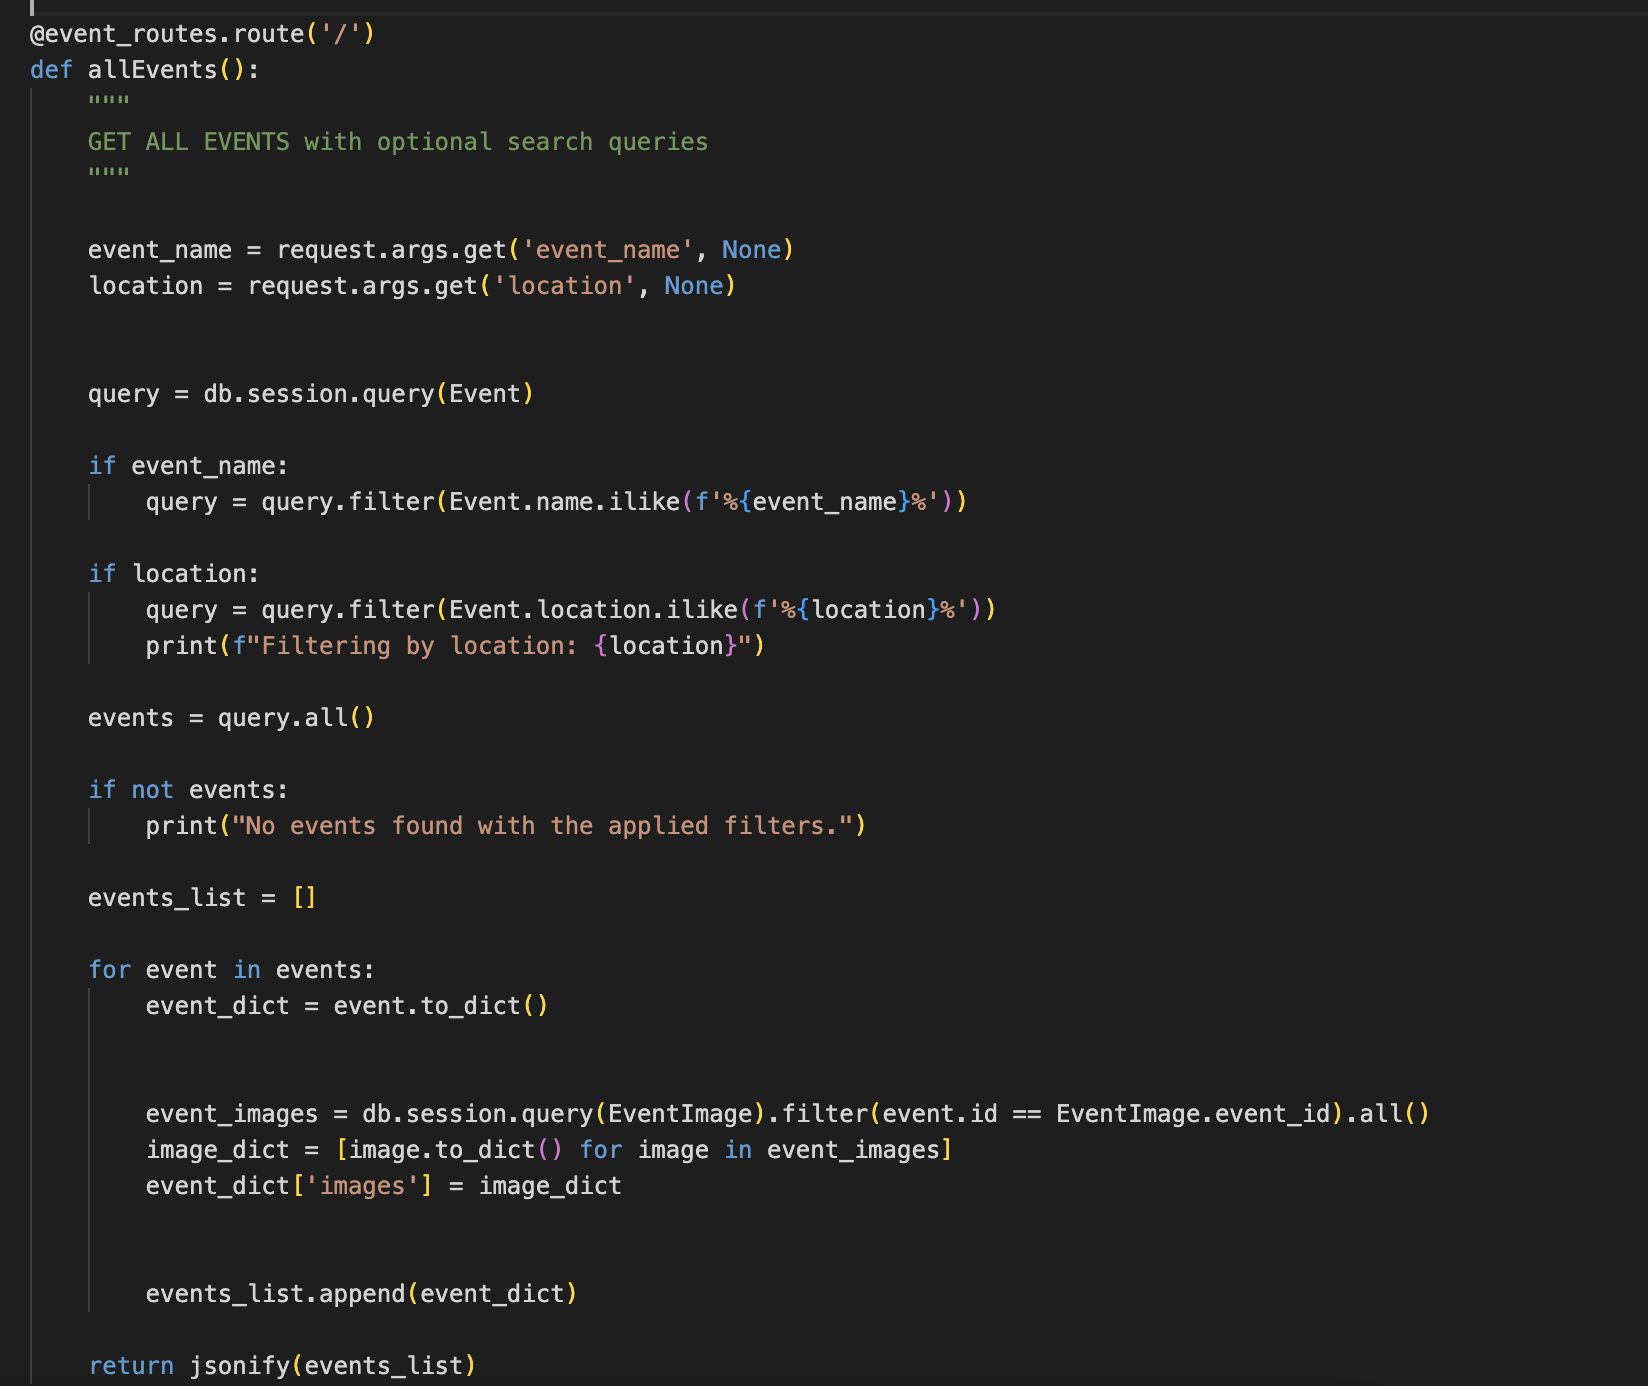 @event_routes.route('/')
def allEvents():
    """
    GET ALL EVENTS with optional search queries
    """
    event_name = request.args.get('event_name', None)
    location = request.args.get('location', None)
    query = db.session.query(Event)
    if event_name:
        query = query.filter(Event.name.ilike(f'%{event_name}%'))
    if location:
        query = query.filter(Event.location.ilike(f'%{location}%'))
        print(f"Filtering by location: {location}")
    events = query.all()
    if not events:
        print("No events found with the applied filters.")
    events_list = []
    for event in events:
        event_dict = event.to_dict()
        event_images = db.session.query(EventImage).filter(event.id == EventImage.event_id).all()
        image_dict = [image.to_dict() for image in event_images]
        event_dict['images'] = image_dict
        events_list.append(event_dict)
    return jsonify(events_list)